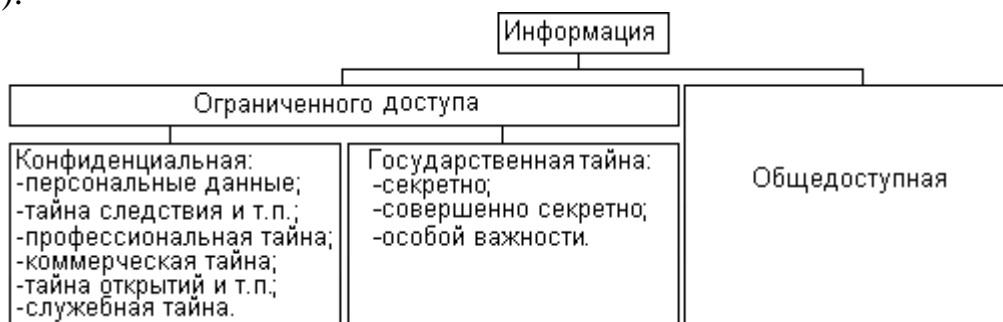 ).
Информация
Ограниченного доступа
Конфиденциальная:
-персональные данные;
-тайна следствия и т.п.;
-профессиональная тайна;
-коммерческая тайна;
-тайна открытий и т.п.;
-служебная тайна.
Государственная тайна:
-секретно;
-совершенно секретно;
-особой важности.
Общедоступная